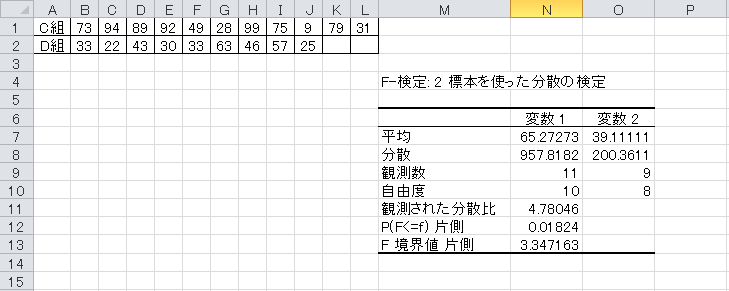 A B C D E F G H I J K L M N O P
1 C組 73 94 89 92 49 28 99 75 9 79 31
2 D組 33 22 43 30 33 63 46 57 25
3
4 F-検定: 2 標本を使った分散の検定
5
6 変数 1 変数 2
7 平均 65.27273 39.11111
8 分散 957.8182 200.3611
9 観測数 11 9
10 自由度 10 8
11 観測された分散比 4.78046
12 P(F<=f) 片側 0.01824
13 F 境界値 片側 3.347163
14
15